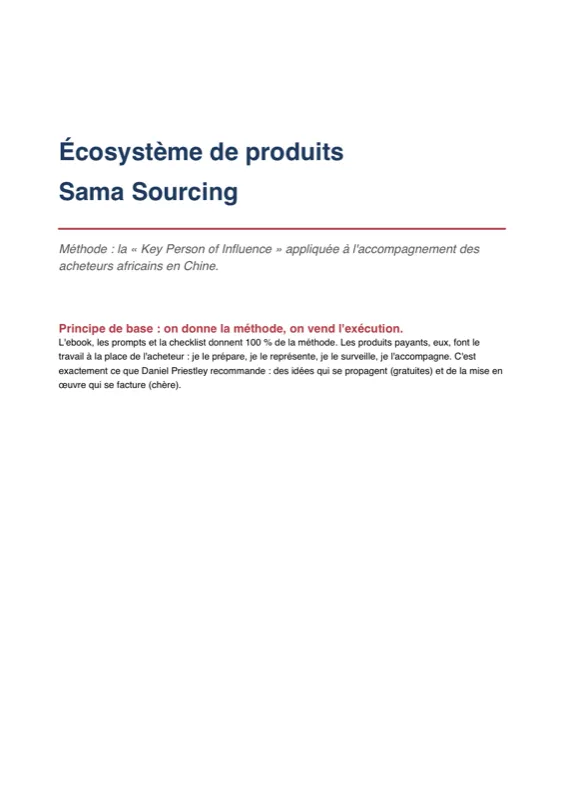 Écosystème de produits
Sama Sourcing
Méthode : la « Key Person of Influence » appliquée à l'accompagnement des
acheteurs africains en Chine.
Principe de base : on donne la méthode, on vend l'exécution.
L'ebook, les prompts et la checklist donnent 100 % de la méthode. Les produits payants, eux, font le
travail à la place de l'acheteur : je le prépare, je le représente, je le surveille, je l'accompagne. C'est
exactement ce que Daniel Priestley recommande : des idées qui se propagent (gratuites) et de la mise en
œuvre qui se facture (chère).